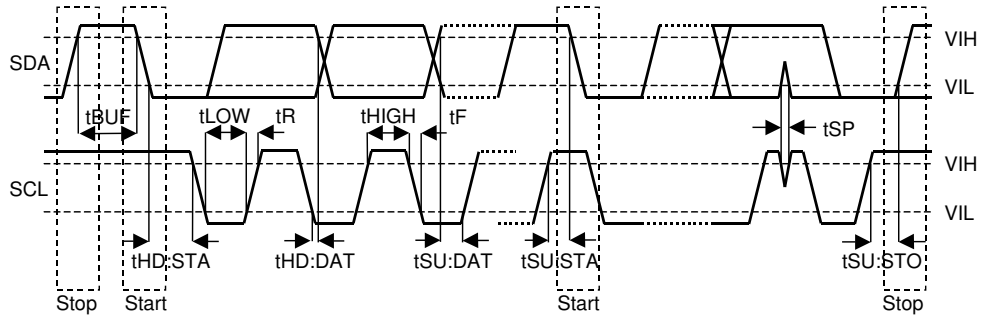 VIH
SDA
VIL
tBUF
tLOW
tR
tHIGH
tF
tSP
VIH
SCL
VIL
tHD:STA
tHD:DAT
tSU:DAT
tSU:STA
tSU:STO
Stop
Start
Start
Stop